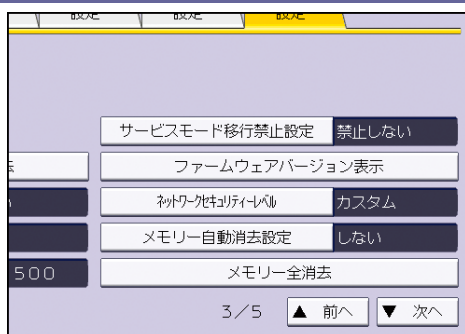 設定 設定 設定
サービスモード移行禁止設定 禁止しない
ファームウェアバージョン表示
ネットワークセキュリティーレベル カスタム
メモリー自動消去設定 しない
500 メモリー全消去
3／5 ▲ 前へ ▼ 次へ